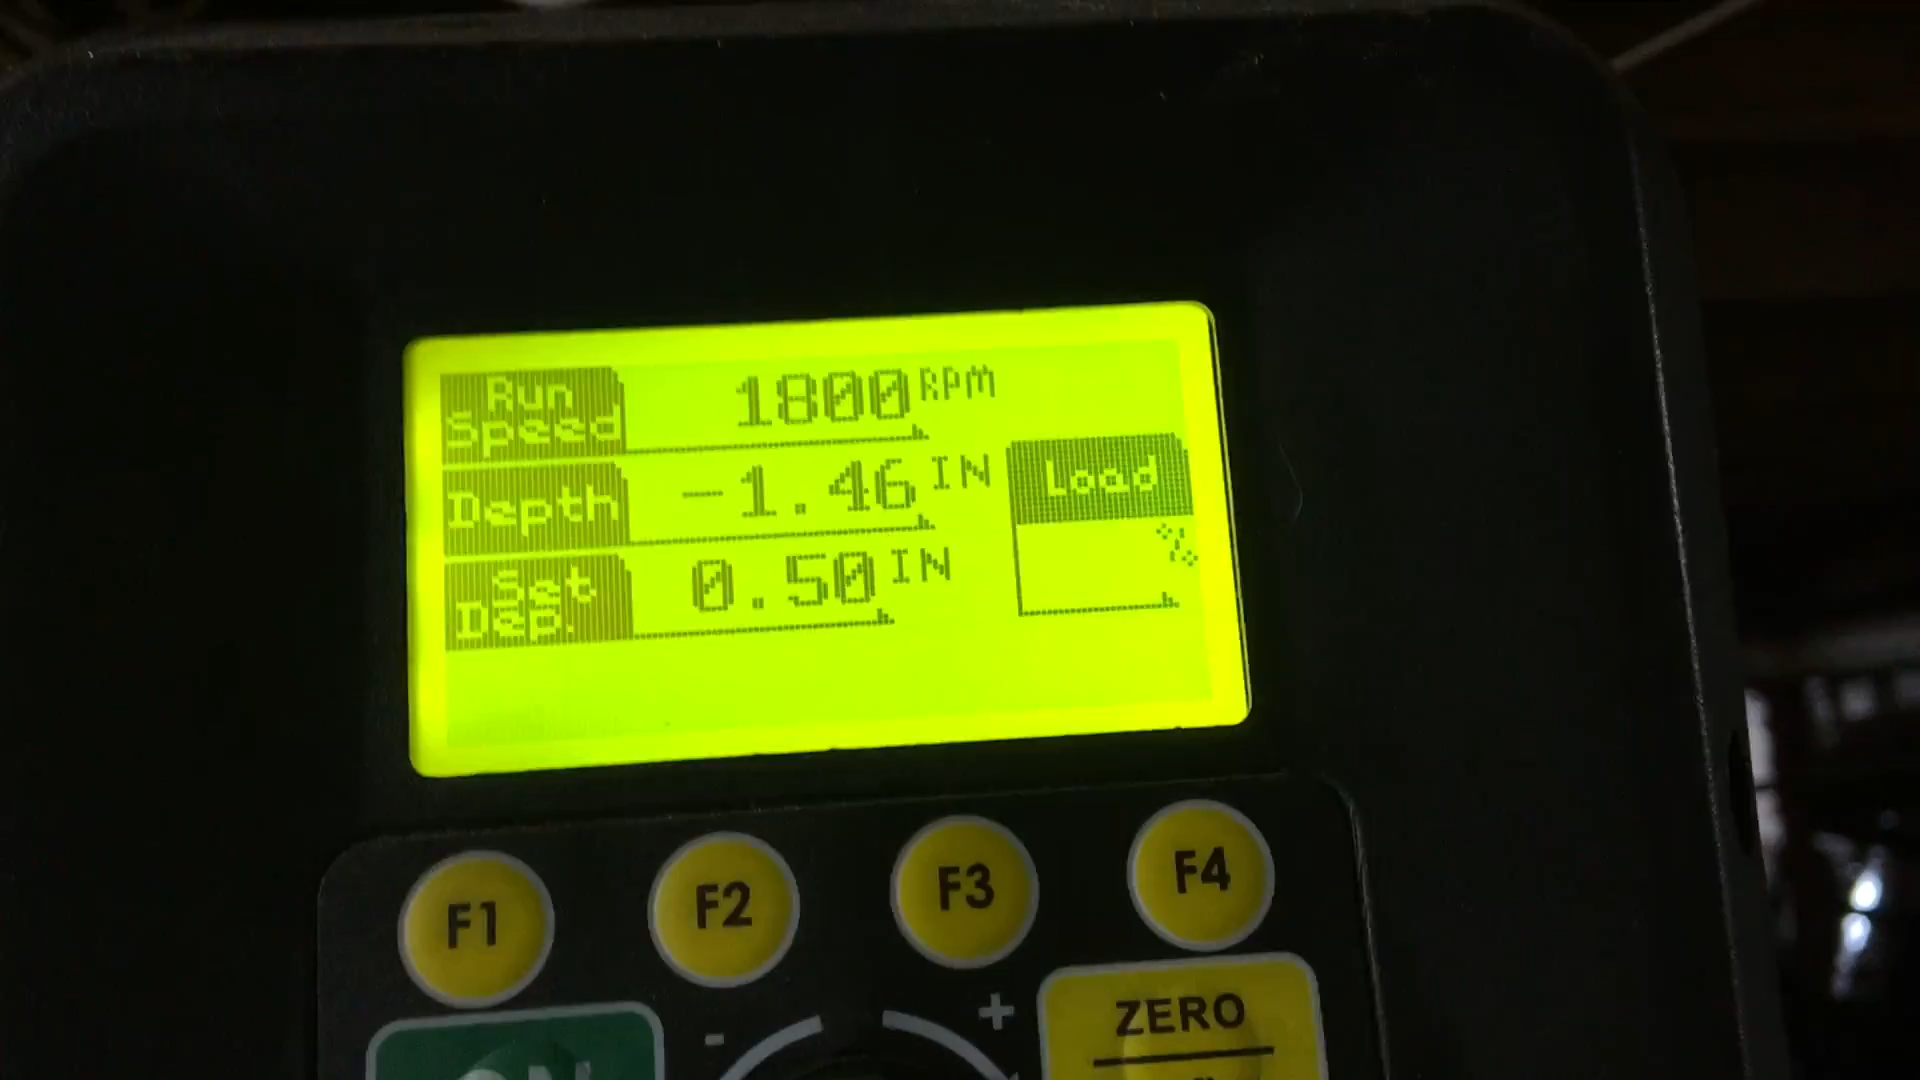 Run
Speed
1800 RPM
Depth
-1.46 IN
Load
%
Set
Dep.
0.50 IN
F1
F2
F3
F4
- +
ZERO
ON